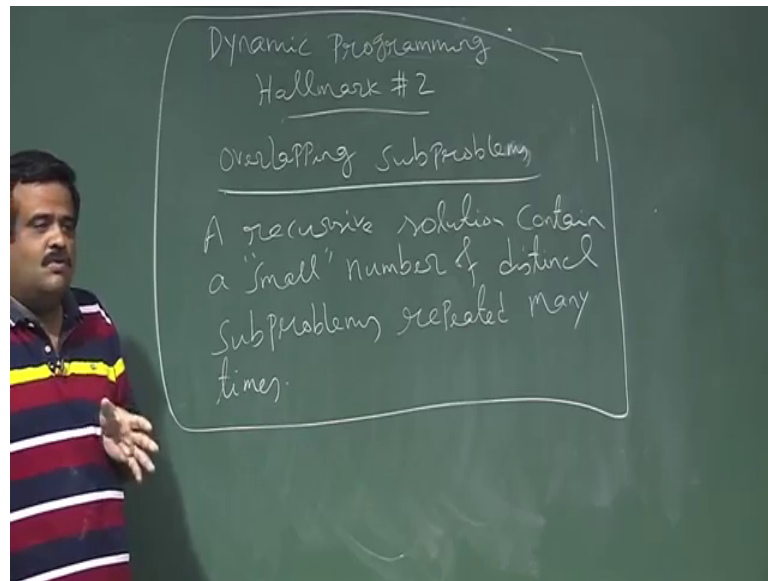 Dynamic Programming
Hallmark #2
Overlapping Subproblems
A recursive solution contain
a "small" number of distinct
subproblems repeated many
times.